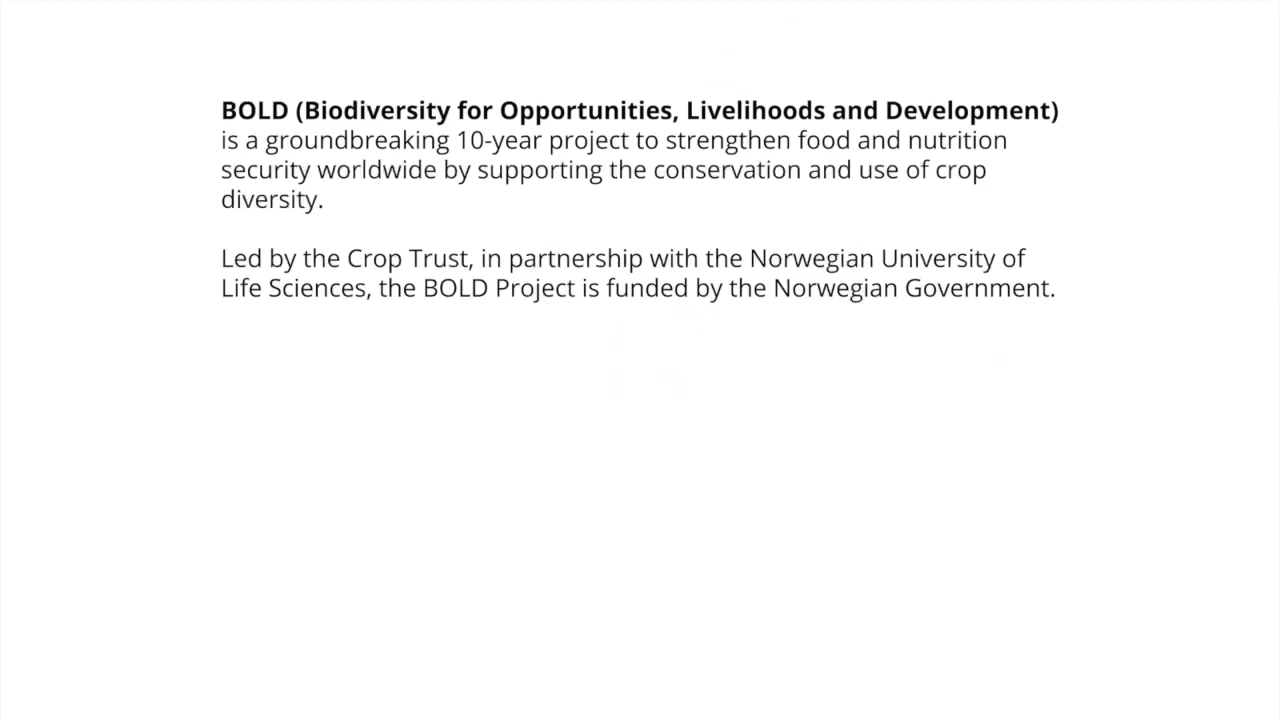 BOLD (Biodiversity for Opportunities, Livelihoods and Development)
is a groundbreaking 10-year project to strengthen food and nutrition
security worldwide by supporting the conservation and use of crop
diversity.
Led by the Crop Trust, in partnership with the Norwegian University of
Life Sciences, the BOLD Project is funded by the Norwegian Government.